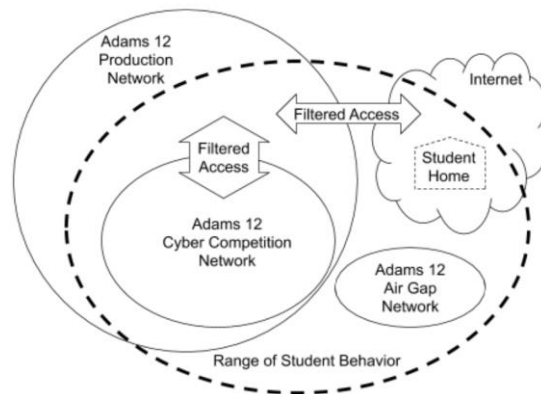 Adams 12
Production
Network
Internet
Filtered Access
Filtered
Access
Student
Home
Adams 12
Cyber Competition
Network
Adams 12
Air Gap
Network
Range of Student Behavior